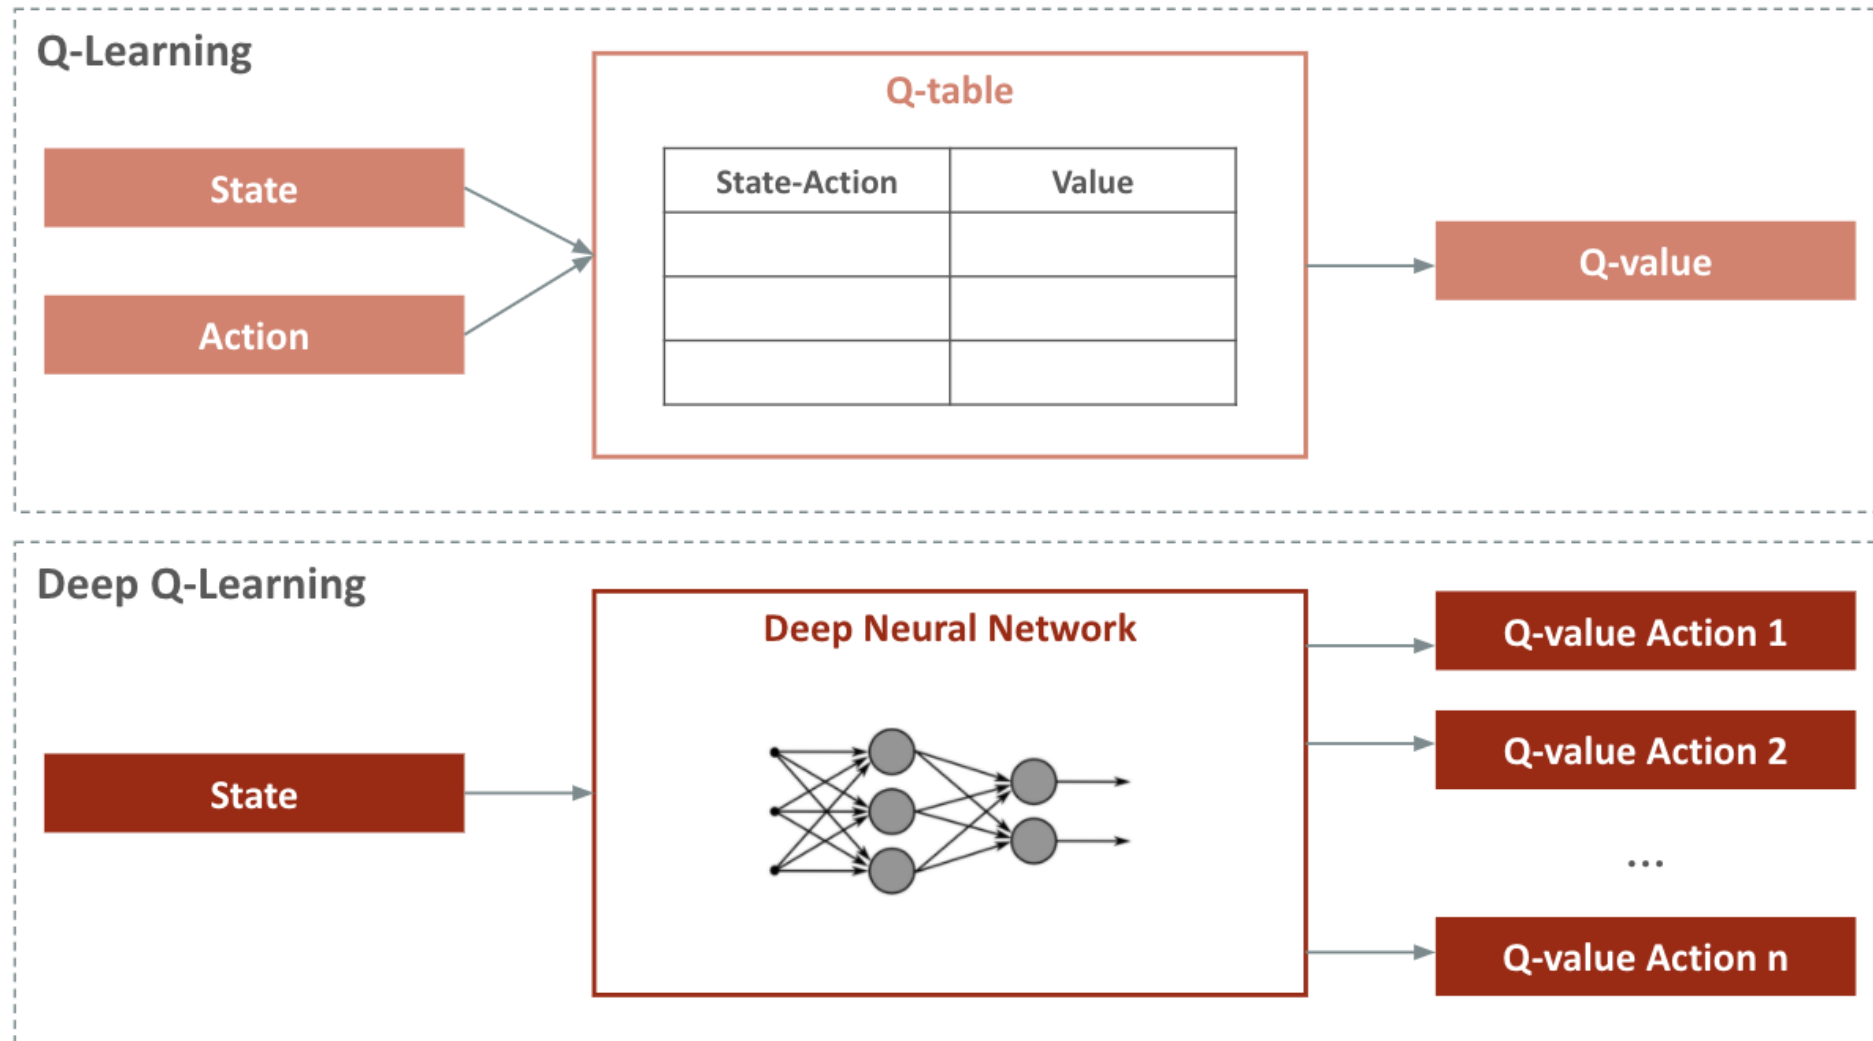 Q-Learning
Q-table
State-Action Value
State
Action
Q-value
Deep Q-Learning
Deep Neural Network
State
Q-value Action 1
Q-value Action 2
...
Q-value Action n